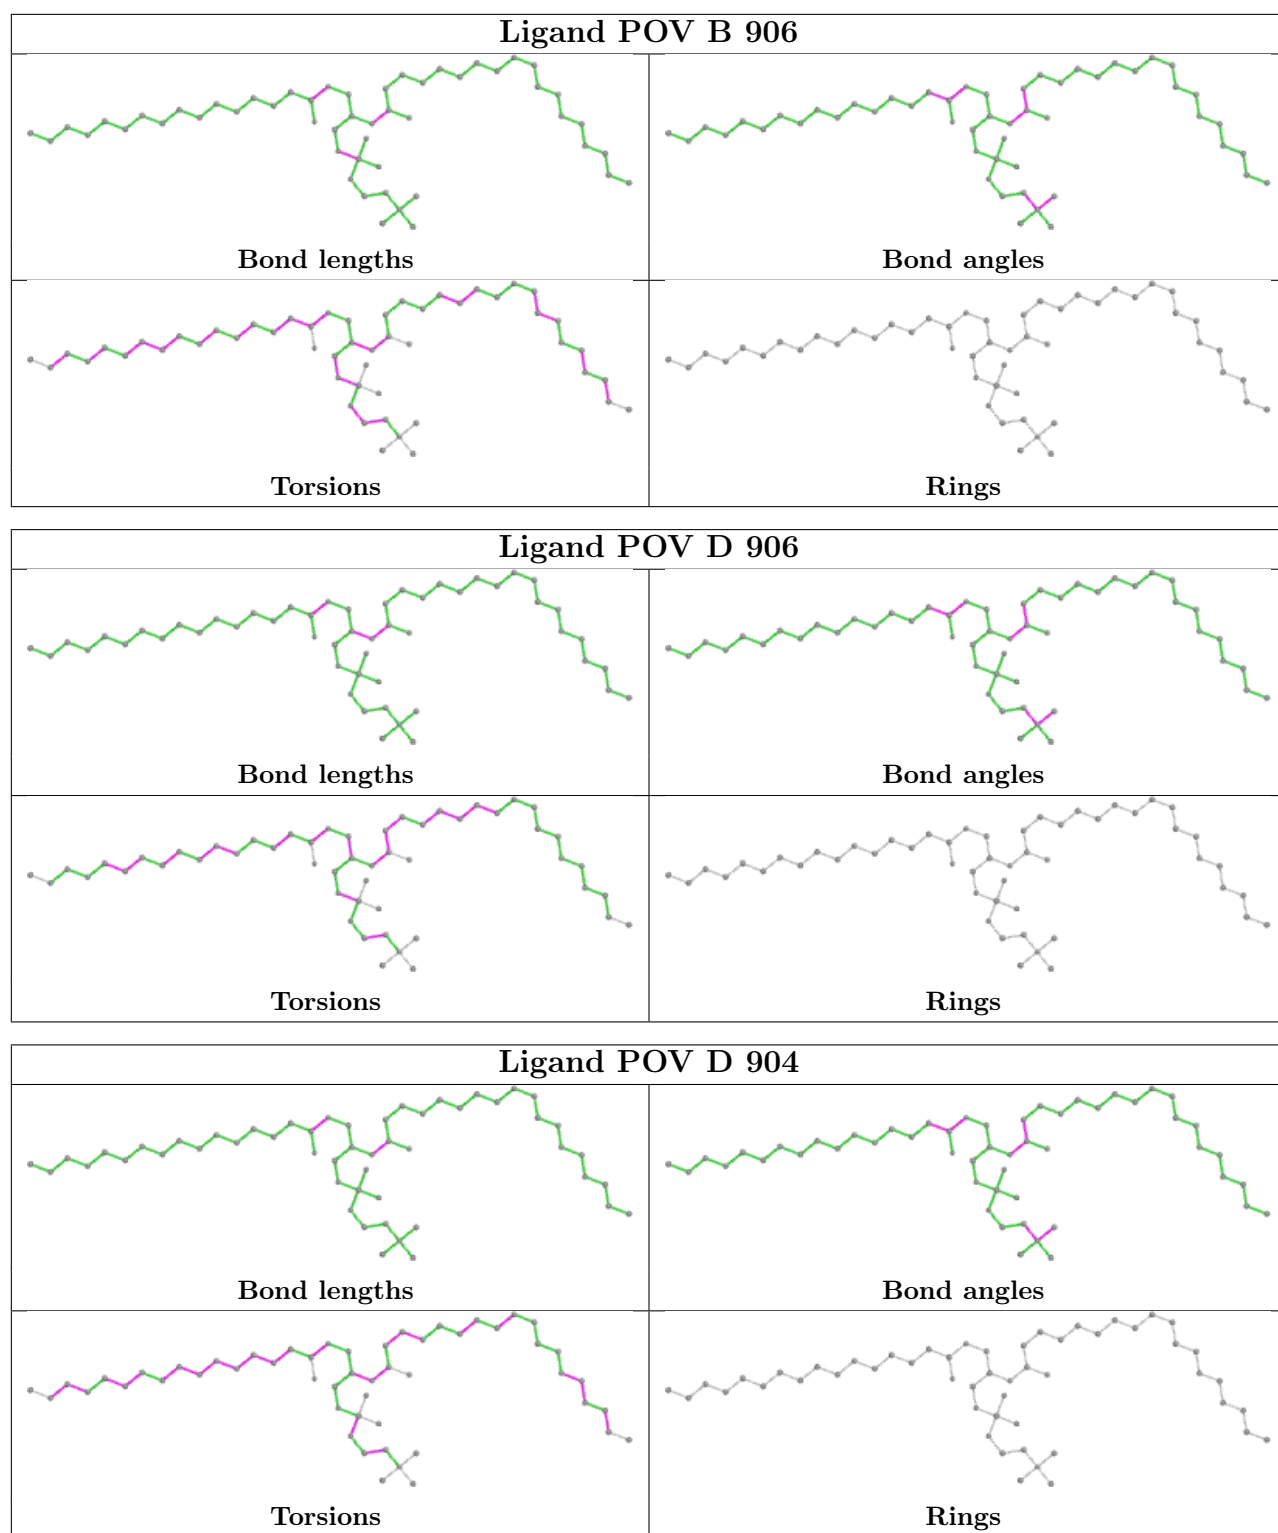 Ligand POV B 906
Bond lengths
Bond angles
Torsions
Rings
Ligand POV D 906
Bond lengths
Bond angles
Torsions
Rings
Ligand POV D 904
Bond lengths
Bond angles
Torsions
Rings